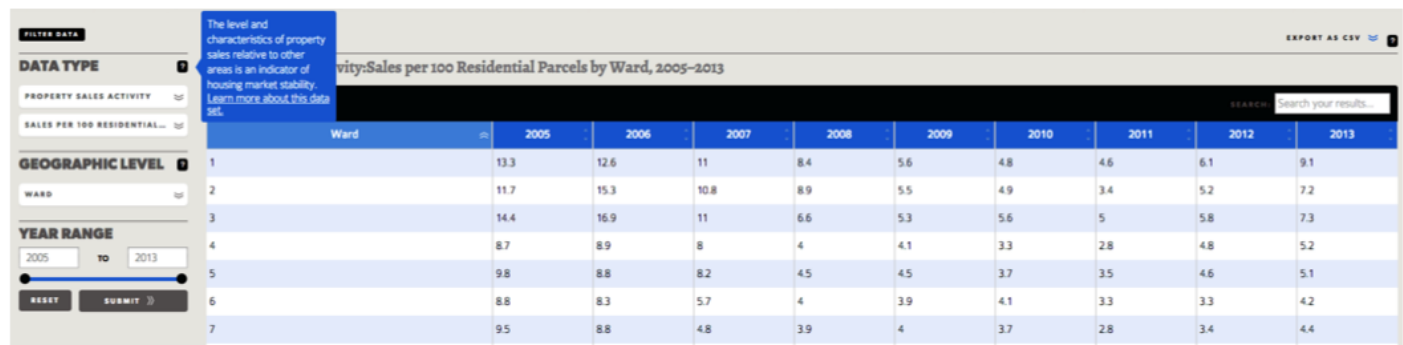 FILTER DATA
DATA TYPE ?
PROPERTY SALES ACTIVITY
SALES PER 100 RESIDENTIAL...
GEOGRAPHIC LEVEL ?
WARD
YEAR RANGE
2005 TO 2013
RESET SUBMIT
The level and
characteristics of property
sales relative to other
areas is an indicator of
housing market stability.
Learn more about this data
set.
EXPORT AS CSV ?
vity:Sales per 100 Residential Parcels by Ward, 2005–2013
SEARCH: Search your results...
Ward 2005 2006 2007 2008 2009 2010 2011 2012 2013
1 13.3 12.6 11 8.4 5.6 4.8 4.6 6.1 9.1
2 11.7 15.3 10.8 8.9 5.5 4.9 3.4 5.2 7.2
3 14.4 16.9 11 6.6 5.3 5.6 5 5.8 7.3
4 8.7 8.9 8 4 4.1 3.3 2.8 4.8 5.2
5 9.8 8.8 8.2 4.5 4.5 3.7 3.5 4.6 5.1
6 8.8 8.3 5.7 4 3.9 4.1 3.3 3.3 4.2
7 9.5 8.8 4.8 3.9 4 3.7 2.8 3.4 4.4